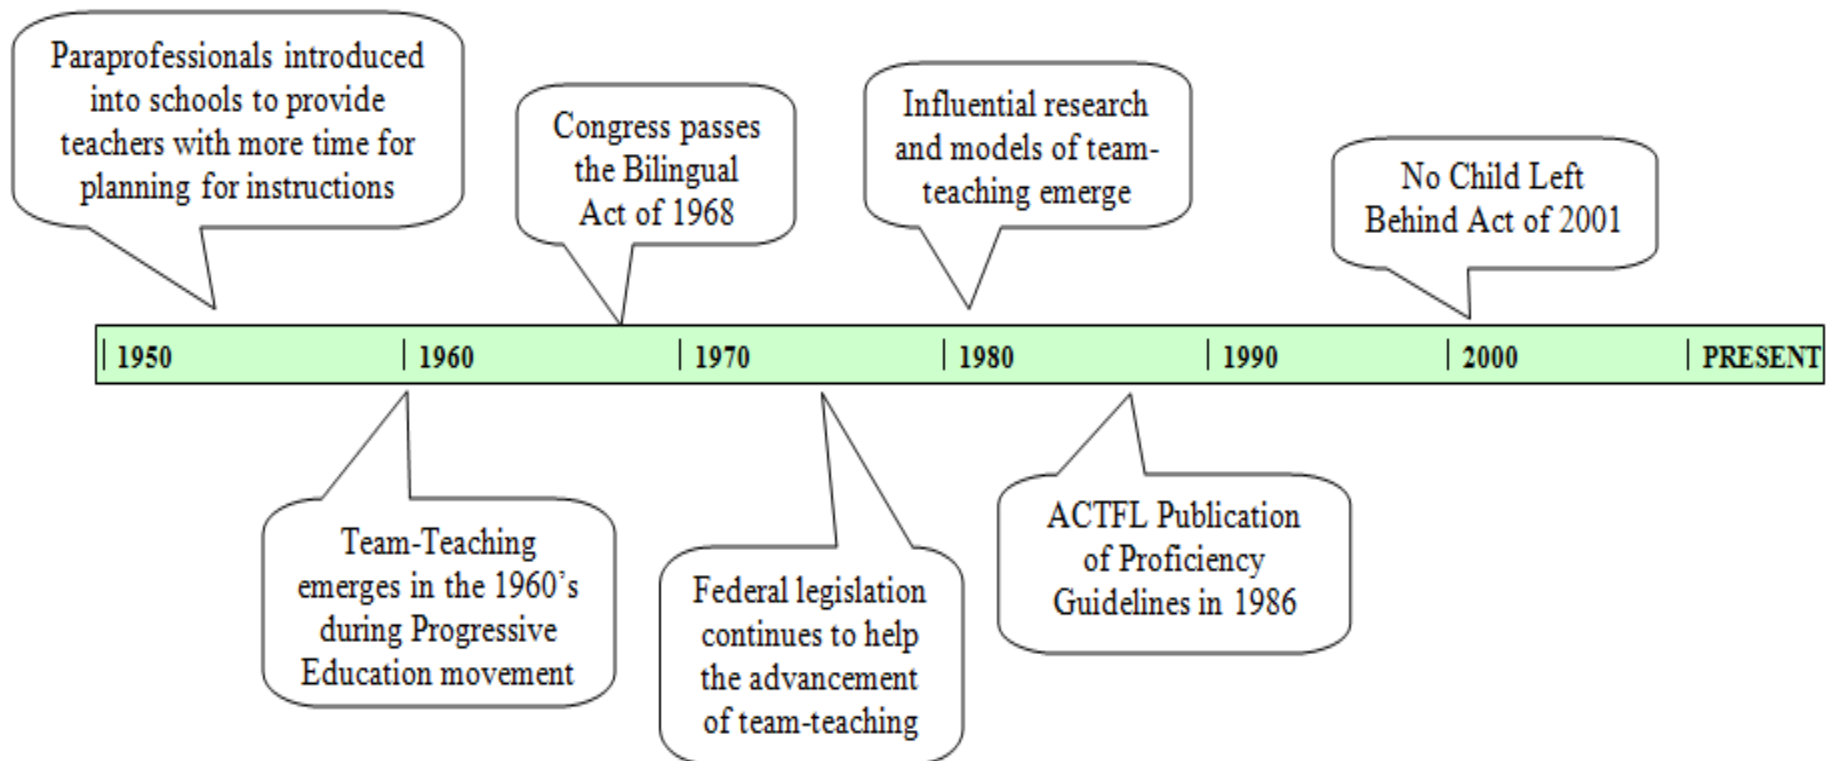 Paraprofessionals introduced
into schools to provide
teachers with more time for
planning for instructions
Congress passes
the Bilingual
Act of 1968
Influential research
and models of team-
teaching emerge
No Child Left
Behind Act of 2001
1950
1960
1970
1980
1990
2000
PRESENT
Team-Teaching
emerges in the 1960’s
during Progressive
Education movement
Federal legislation
continues to help
the advancement
of team-teaching
ACTFL Publication
of Proficiency
Guidelines in 1986